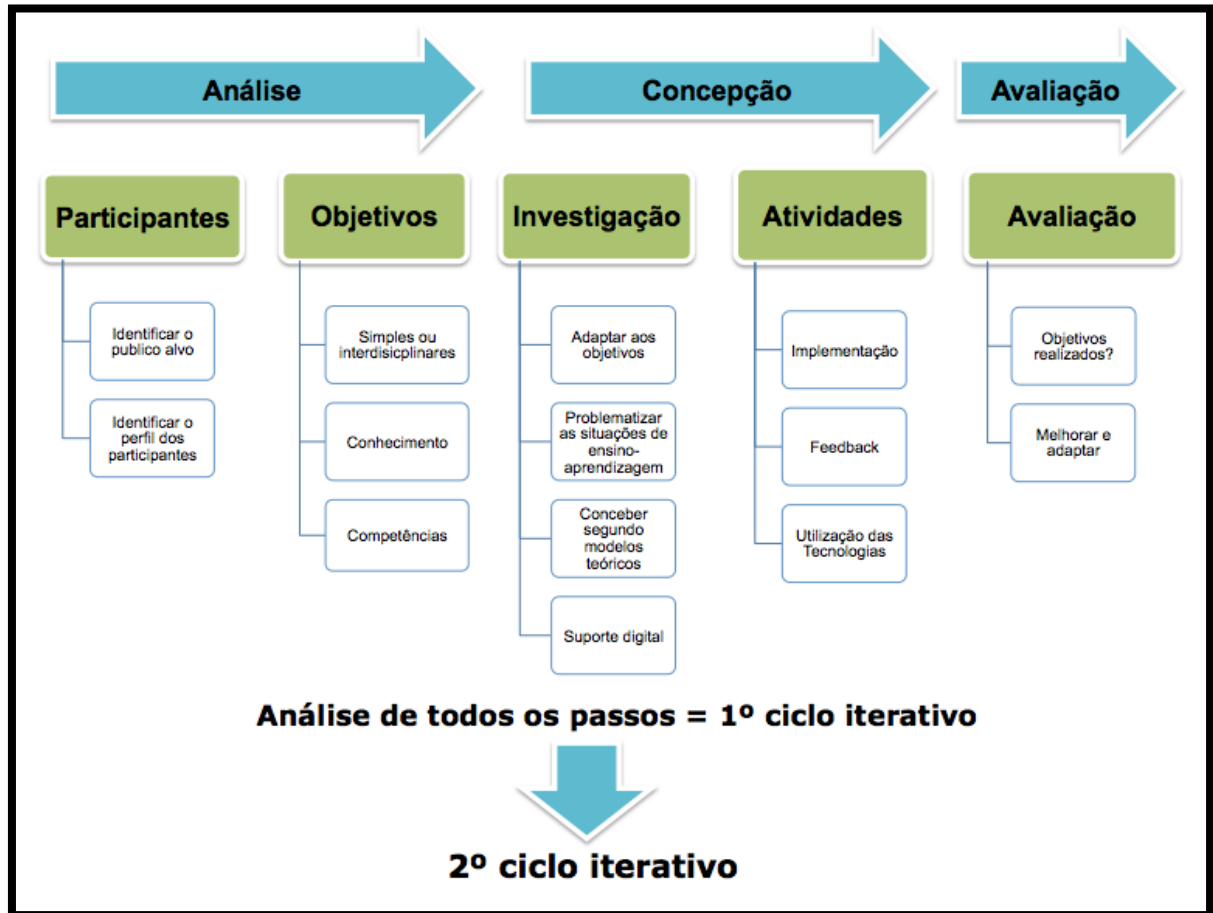 Análise
Concepção
Avaliação
Participantes
Objetivos
Investigação
Atividades
Avaliação
Identificar o
publico alvo
Identificar o
perfil dos
participantes
Simples ou
interdisicplinares
Conhecimento
Competências
Adaptar aos
objetivos
Problematizar
as situações de
ensino-
aprendizagem
Conceber
segundo
modelos
teóricos
Suporte digital
Implementação
Feedback
Utilização das
Tecnologias
Objetivos
realizados?
Melhorar e
adaptar
Análise de todos os passos = 1º ciclo iterativo
2º ciclo iterativo